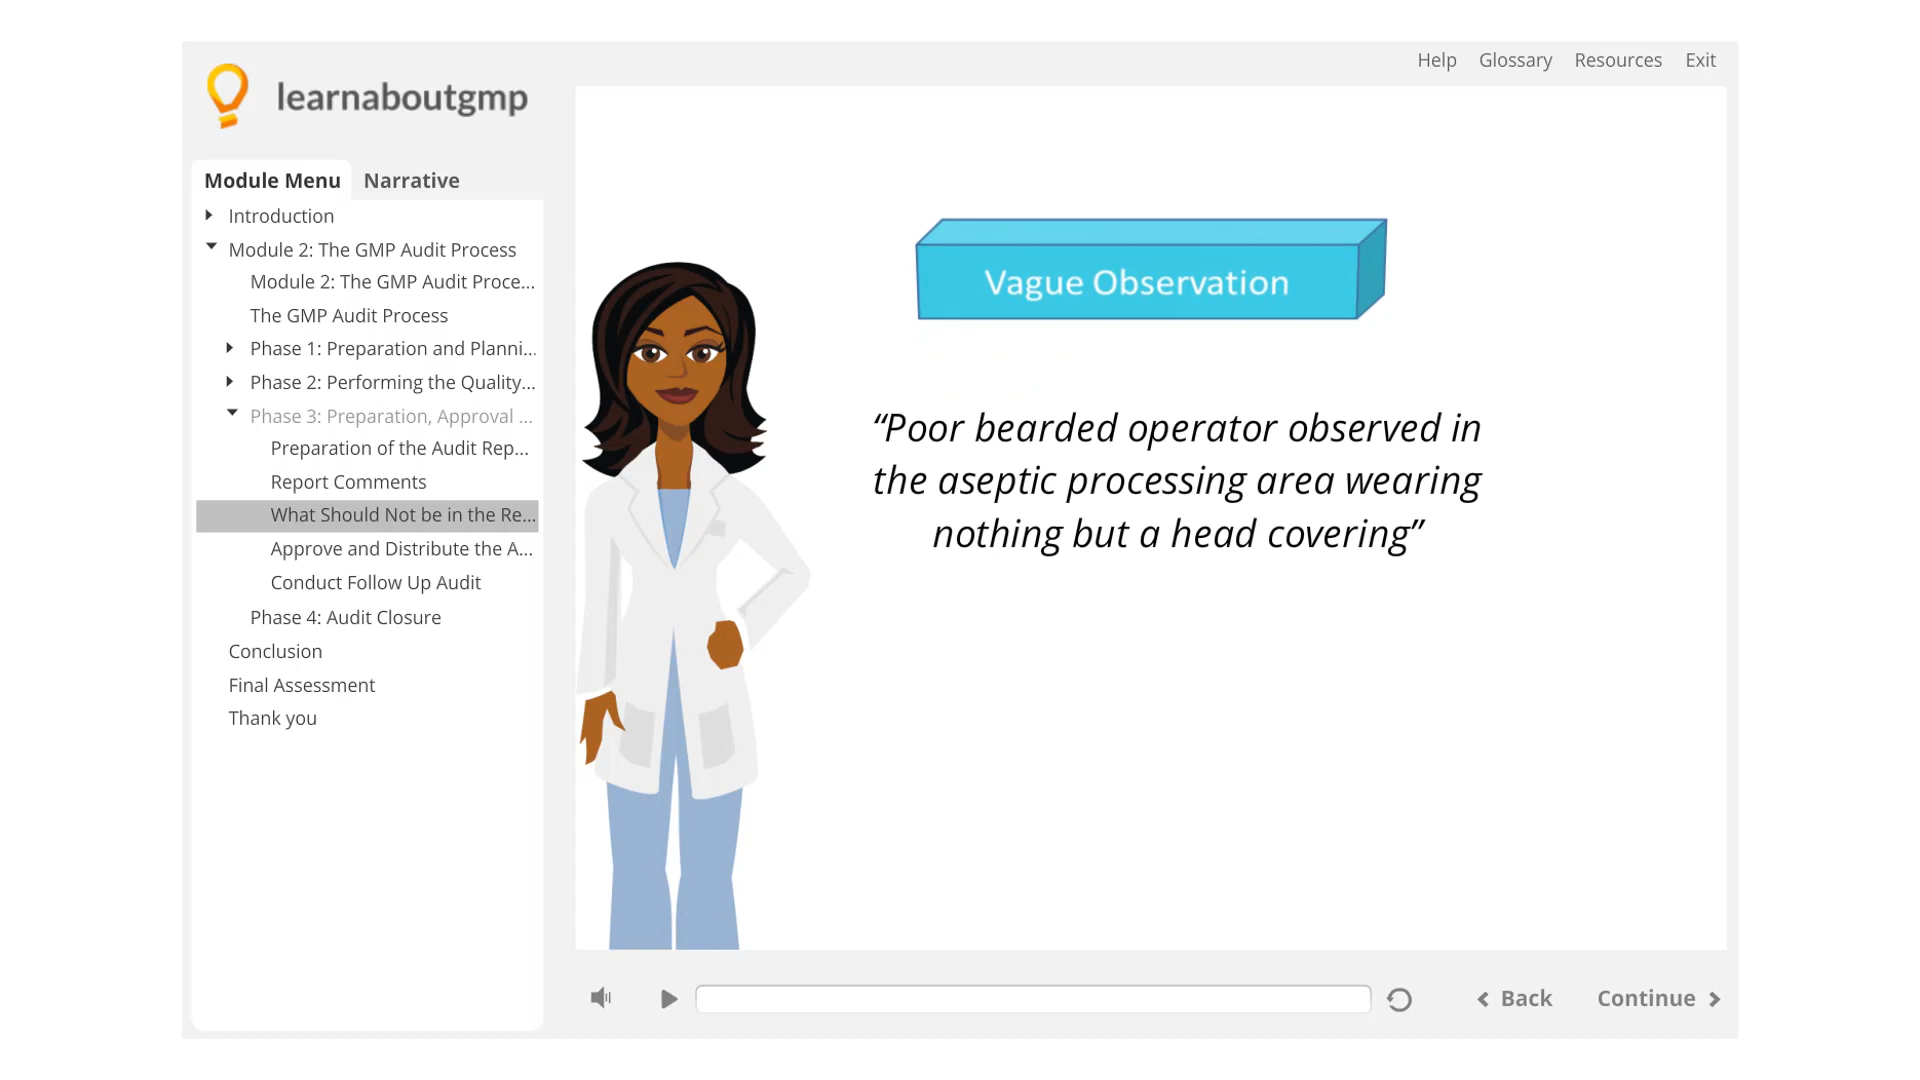 Help Glossary Resources Exit
learnaboutgmp
Module Menu Narrative
Introduction
Module 2: The GMP Audit Process
Module 2: The GMP Audit Proce...
The GMP Audit Process
Phase 1: Preparation and Planni...
Phase 2: Performing the Quality...
Phase 3: Preparation, Approval ...
Preparation of the Audit Rep...
Report Comments
What Should Not be in the Re...
Approve and Distribute the A...
Conduct Follow Up Audit
Phase 4: Audit Closure
Conclusion
Final Assessment
Thank you
Vague Observation
“Poor bearded operator observed in
the aseptic processing area wearing
nothing but a head covering”
Back Continue